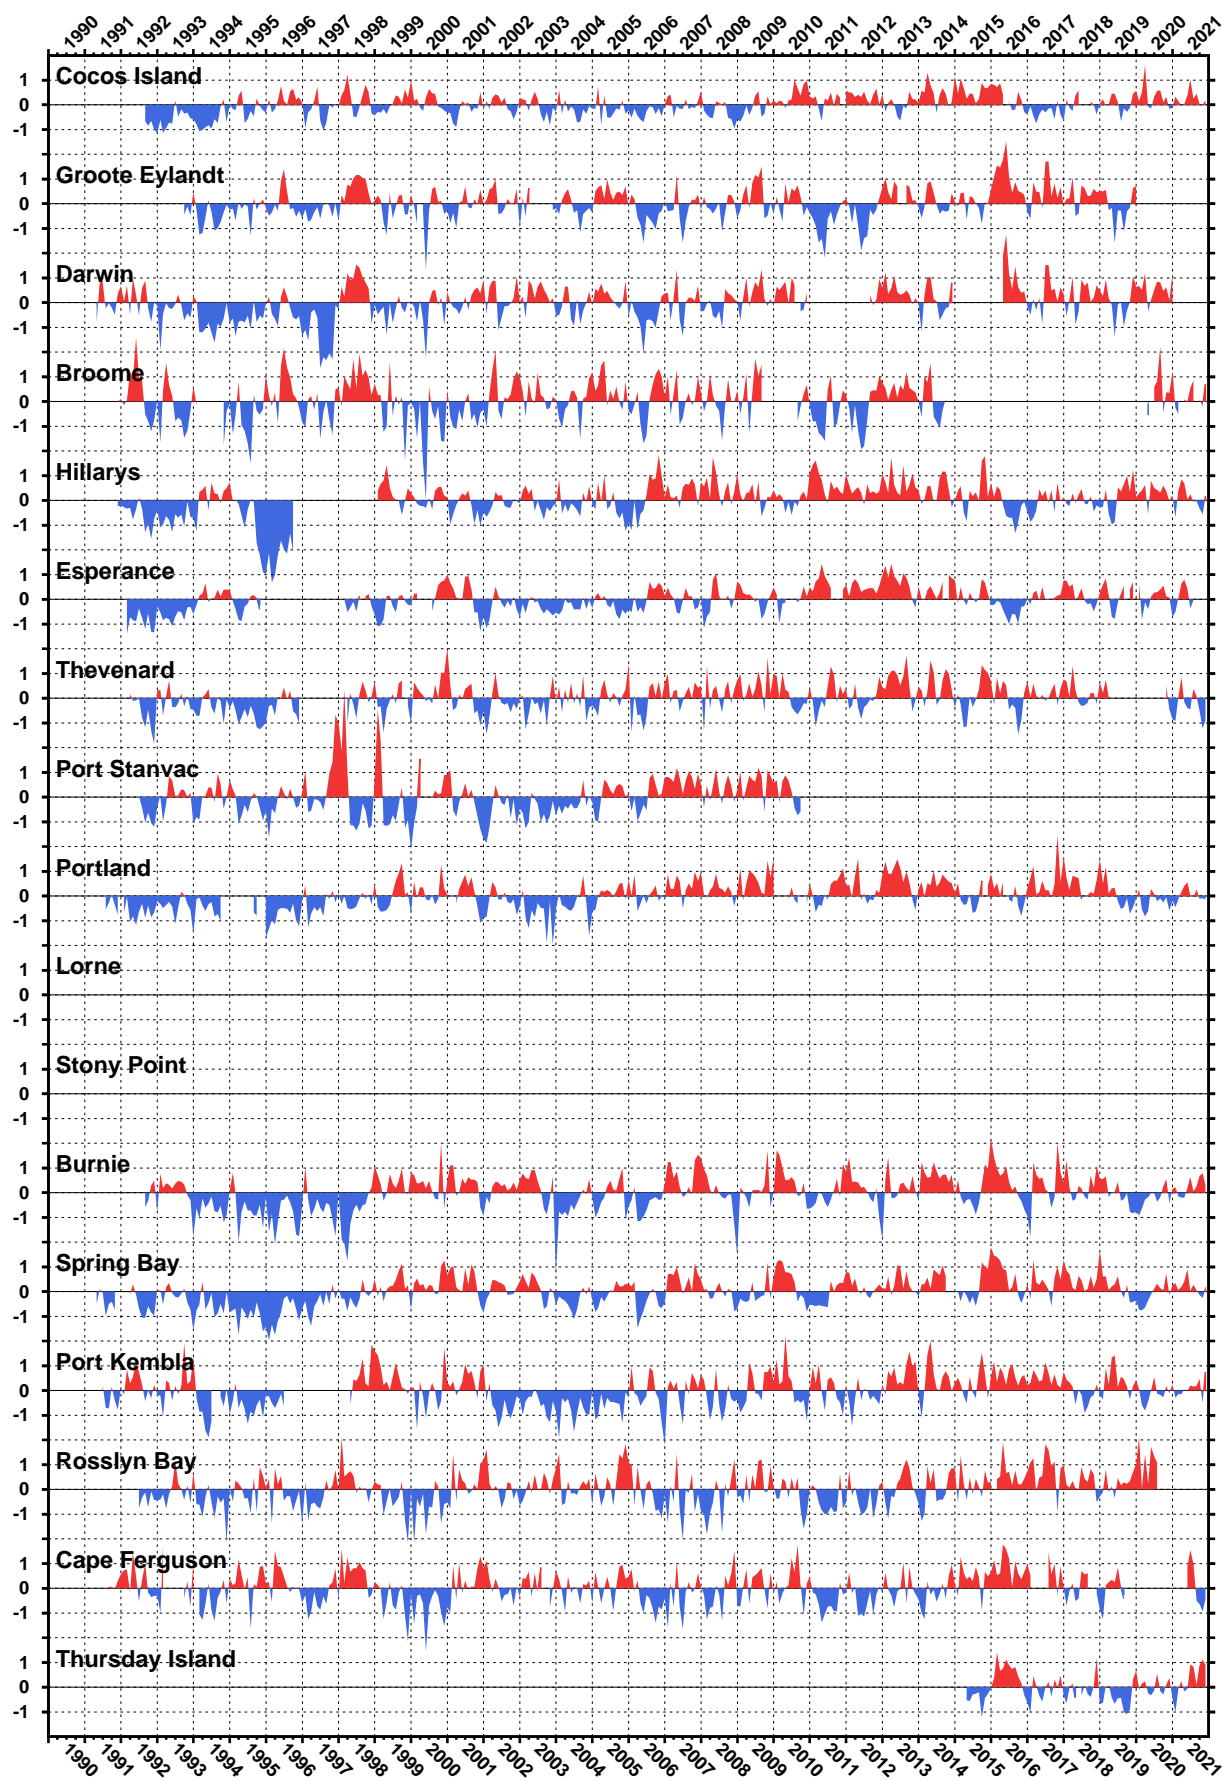 1990 1991 1992 1993 1994 1995 1996 1997 1998 1999 2000 2001 2002 2003 2004 2005 2006 2007 2008 2009 2010 2011 2012 2013 2014 2015 2016 2017 2018 2019 2020 2021
1 Cocos Island
0
-1
1 Groote Eylandt
0
-1
1 Darwin
0
-1
1 Broome
0
-1
1 Hillarys
0
-1
1 Esperance
0
-1
1 Thevenard
0
-1
1 Port Stanvac
0
-1
1 Portland
0
-1
1 Lorne
0
-1
1 Stony Point
0
-1
1 Burnie
0
-1
1 Spring Bay
0
-1
1 Port Kembla
0
-1
1 Rosslyn Bay
0
-1
1 Cape Ferguson
0
-1
1 Thursday Island
0
-1
1990 1991 1992 1993 1994 1995 1996 1997 1998 1999 2000 2001 2002 2003 2004 2005 2006 2007 2008 2009 2010 2011 2012 2013 2014 2015 2016 2017 2018 2019 2020 2021